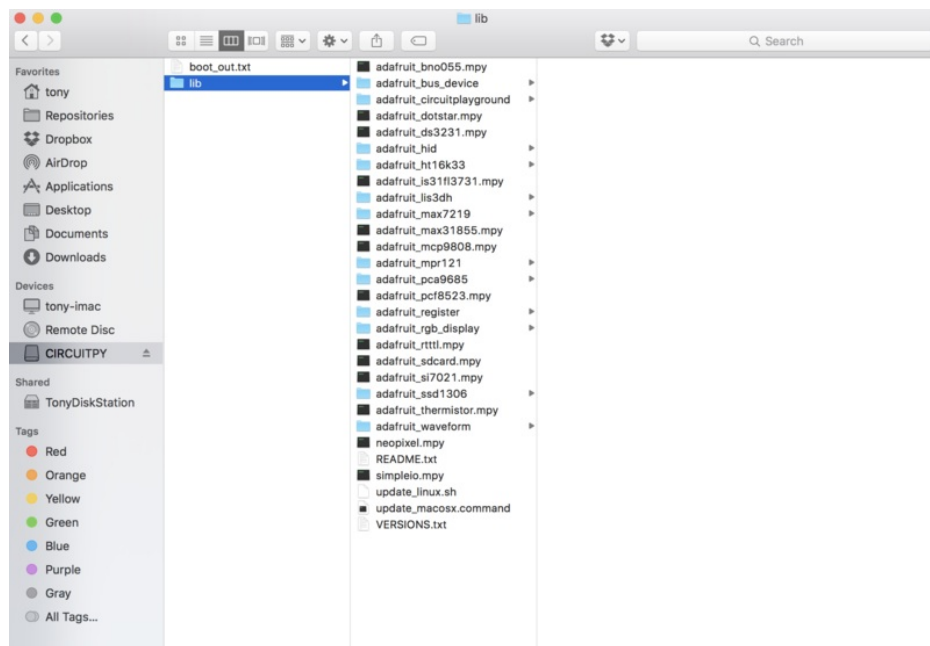 lib
Search
Favorites
tony
Repositories
Dropbox
AirDrop
Applications
Desktop
Documents
Downloads
Devices
tony-imac
Remote Disc
CIRCUITPY
Shared
TonyDiskStation
Tags
Red
Orange
Yellow
Green
Blue
Purple
Gray
All Tags...
boot_out.txt
lib
adafruit_bno055.mpy
adafruit_bus_device
adafruit_circuitplayground
adafruit_dotstar.mpy
adafruit_ds3231.mpy
adafruit_hid
adafruit_ht16k33
adafruit_is31fl3731.mpy
adafruit_lis3dh
adafruit_max7219
adafruit_max31855.mpy
adafruit_mcp9808.mpy
adafruit_mpr121
adafruit_pca9685
adafruit_pcf8523.mpy
adafruit_register
adafruit_rgb_display
adafruit_rtttl.mpy
adafruit_sdcard.mpy
adafruit_si7021.mpy
adafruit_ssd1306
adafruit_thermistor.mpy
adafruit_waveform
neopixel.mpy
README.txt
simpleio.mpy
update_linux.sh
update_macosx.command
VERSIONS.txt